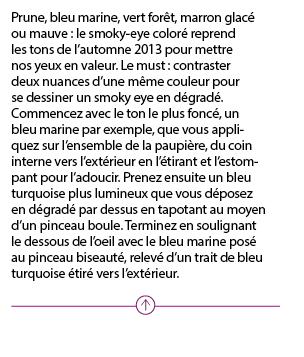 Prune, bleu marine, vert forêt, marron glacé
ou mauve : le smoky-eye coloré reprend
les tons de l’automne 2013 pour mettre
nos yeux en valeur. Le must : contraster
deux nuances d’une même couleur pour
se dessiner un smoky eye en dégradé.
Commencez avec le ton le plus foncé, un
bleu marine par exemple, que vous appli-
quez sur l’ensemble de la paupière, du coin
interne vers l’extérieur en l’étirant et l’estom-
pant pour l’adoucir. Prenez ensuite un bleu
turquoise plus lumineux que vous déposez
en dégradé par dessus en tapotant au moyen
d’un pinceau boule. Terminez en soulignant
le dessous de l’oeil avec le bleu marine posé
au pinceau biseauté, relevé d’un trait de bleu
turquoise étiré vers l’extérieur.